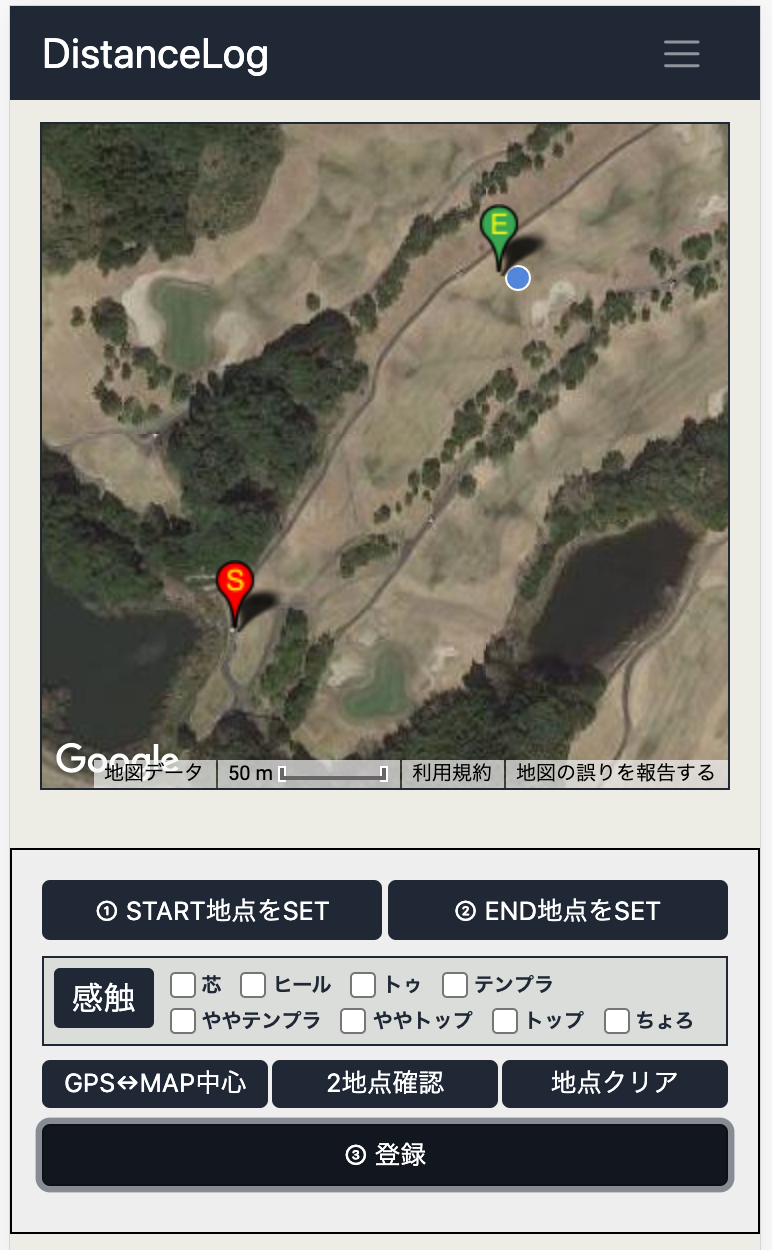 DistanceLog
E
S
Google
地図データ 50 m 利用規約 地図の誤りを報告する
① START地点をSET ② END地点をSET
感触 芯 ヒール トゥ テンプラ
ややテンプラ ややトップ トップ ちょろ
GPS⇔MAP中心 2地点確認 地点クリア
③ 登録